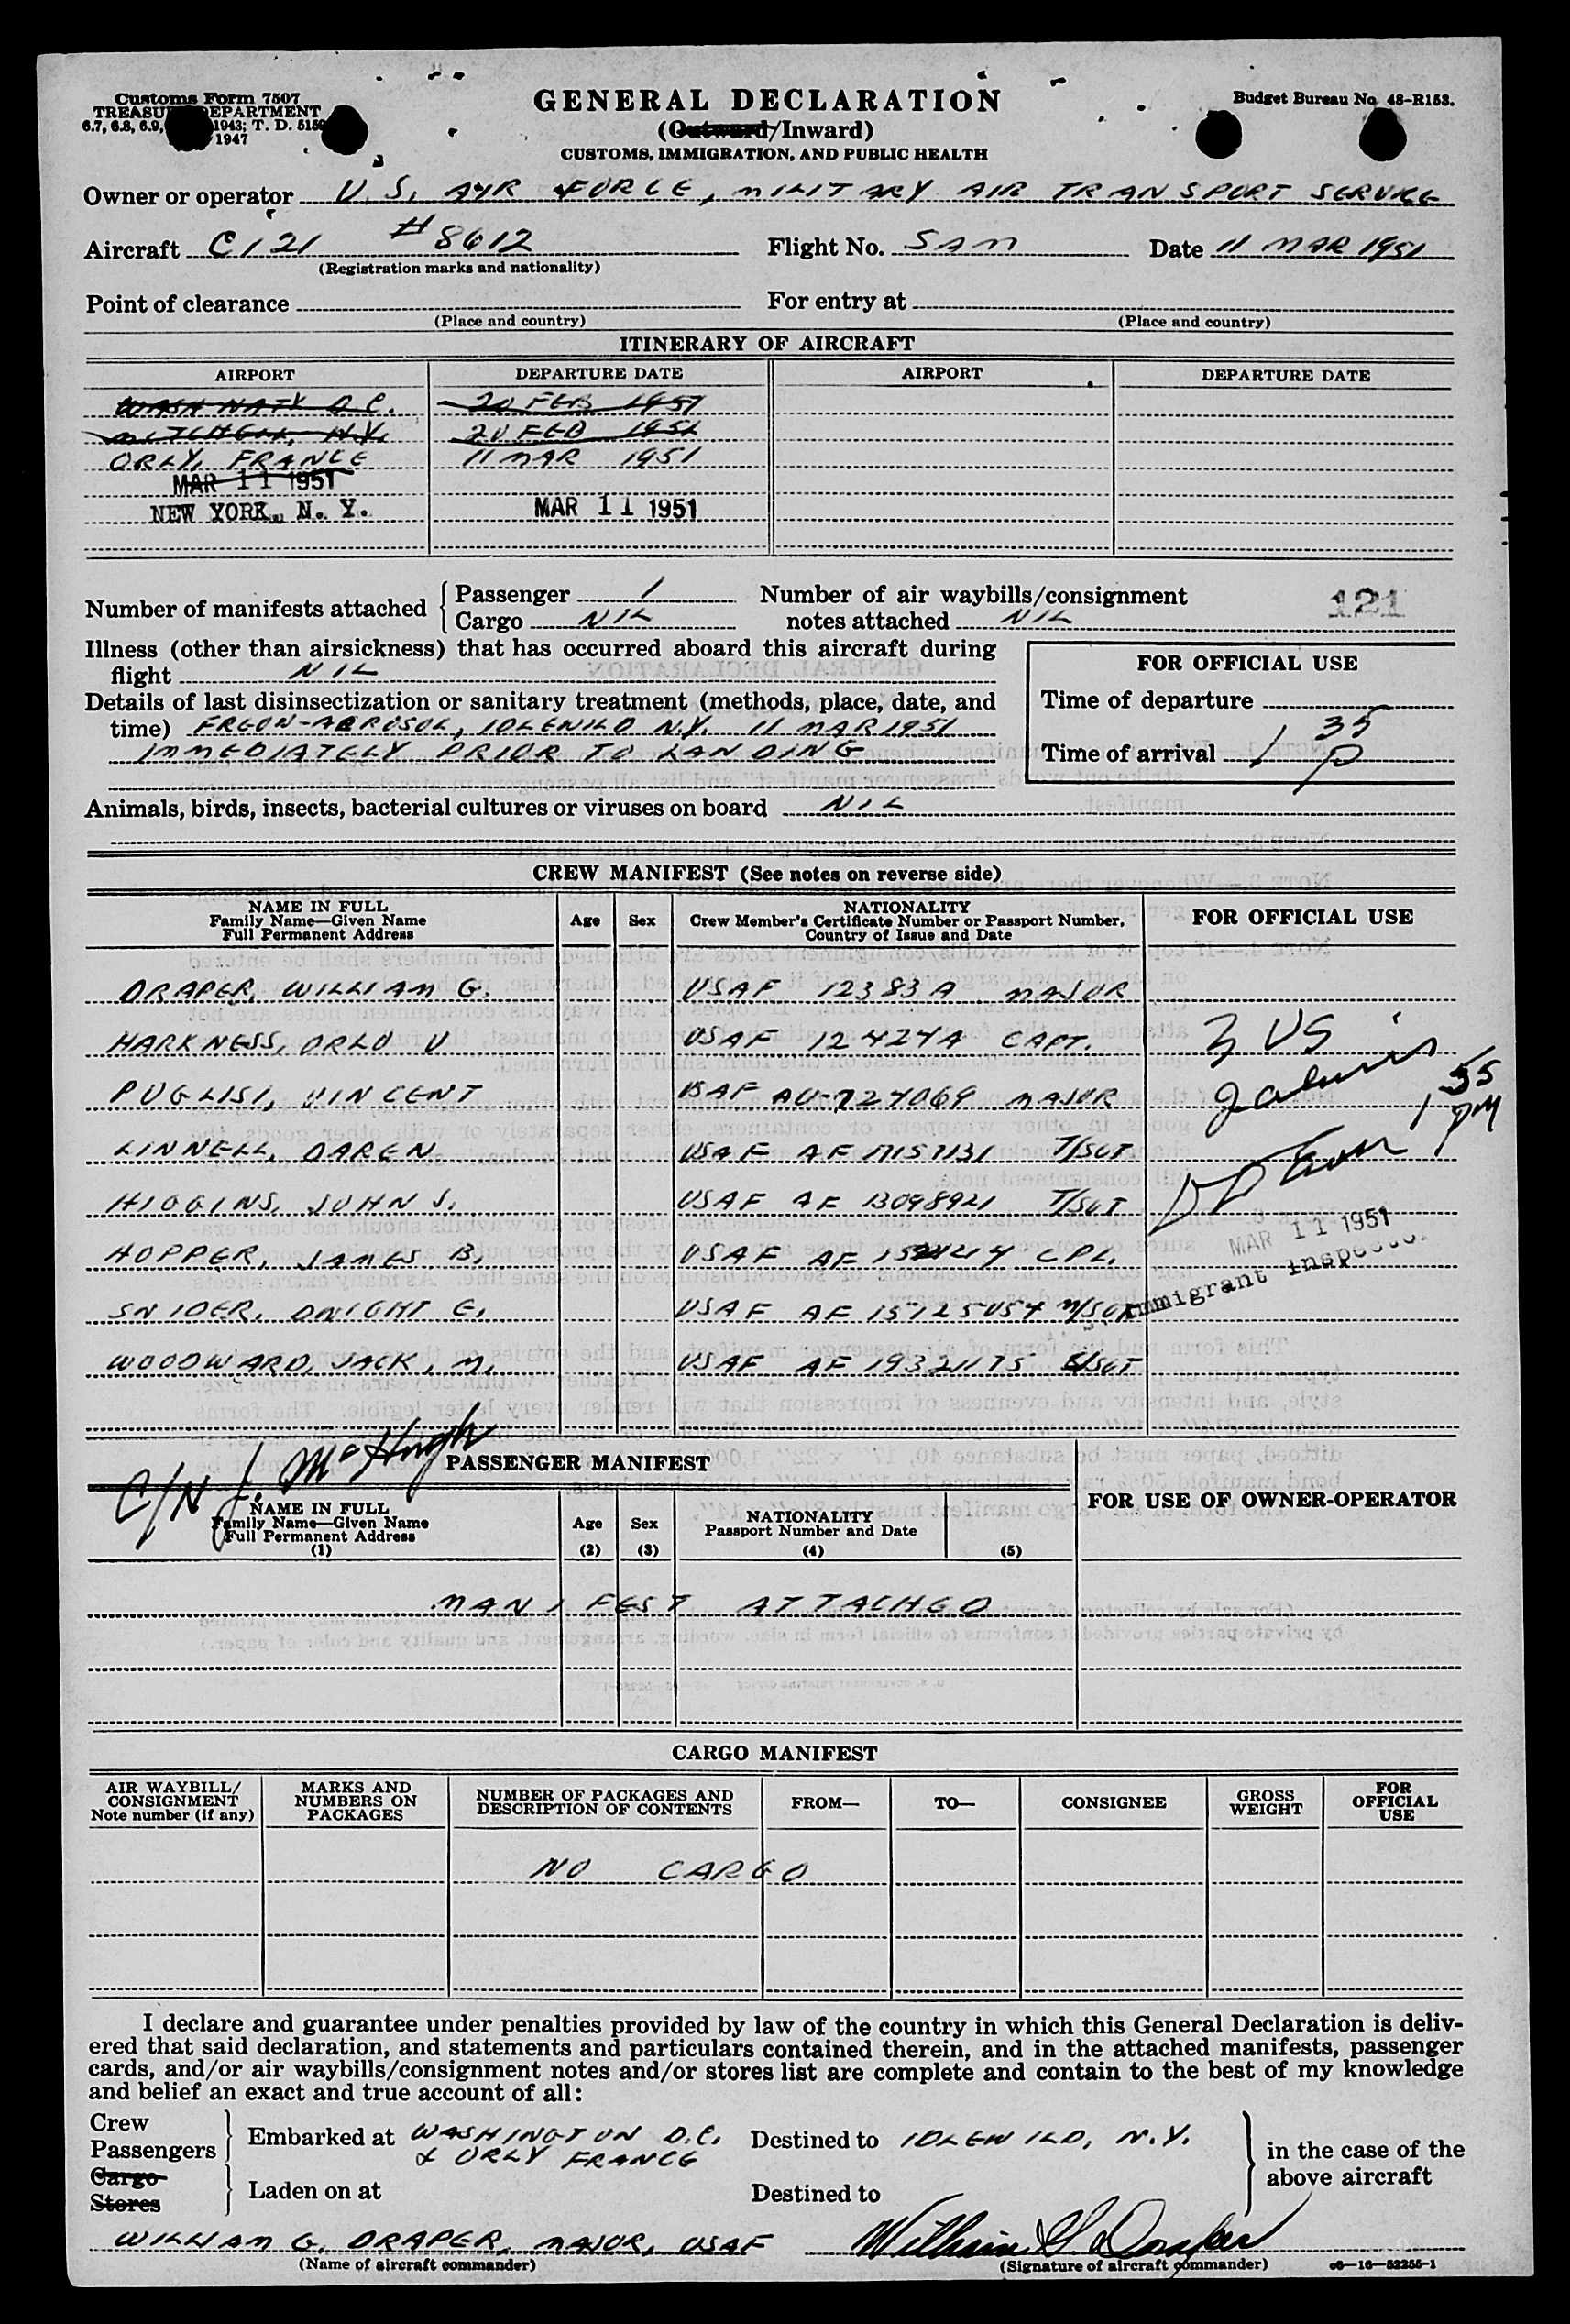 Customs Form 7507
TREASURY DEPARTMENT
6.7, 6.8, 6.9, 1943; T. D. 5159
1947
GENERAL DECLARATION
(Outward/Inward)
CUSTOMS, IMMIGRATION, AND PUBLIC HEALTH
Budget Bureau No. 48-R153.
Owner or operator U. S. AIR FORCE, MILITARY AIR TRANSPORT SERVICE
Aircraft C121 #8612 Flight No. SAM Date 11 MAR 1951
(Registration marks and nationality)
Point of clearance For entry at
(Place and country) (Place and country)
ITINERARY OF AIRCRAFT
AIRPORT DEPARTURE DATE AIRPORT DEPARTURE DATE
WASH NATL D.C. 20 FEB 1951
MITCHELL, N.Y. 20 FEB 1951
ORLY, FRANCE 11 MAR 1951
MAR 11 1951
NEW YORK, N. Y. MAR 11 1951
Number of manifests attached Passenger 1 Number of air waybills/consignment
Cargo NIL notes attached NIL
121
Illness (other than airsickness) that has occurred aboard this aircraft during
flight NIL
FOR OFFICIAL USE
Details of last disinsectization or sanitary treatment (methods, place, date, and
time) FREON-AEROSOL, IDLEWILD N.Y. 11 MAR 1951
IMMEDIATELY PRIOR TO LANDING
Time of departure
Time of arrival 1 35 P
Animals, birds, insects, bacterial cultures or viruses on board NIL
CREW MANIFEST (See notes on reverse side)
NAME IN FULL
Family Name—Given Name
Full Permanent Address
Age Sex
NATIONALITY
Crew Member's Certificate Number or Passport Number,
Country of Issue and Date
FOR OFFICIAL USE
DRAPER, WILLIAM G. USAF 12383A MAJOR
HARKNESS, ORLO V USAF 12424A CAPT. 3 US
PUGLISI, VINCENT USAF AO-724069 MAJOR
1 55 PM
LINNELL, DAREN USAF AF 17157131 T/SGT
HIGGINS, JOHN J. USAF AF 13098921 T/SGT
HOPPER, JAMES B. USAF AF CPL.
MAR 11 1951
Immigrant Inspector
SNIDER, DWIGHT E. USAF AF 15725054 M/SGT
WOODWARD, JACK, M. USAF AF 19321175 S/SGT
C/N J. McHugh
PASSENGER MANIFEST
NAME IN FULL
Family Name—Given Name
Full Permanent Address
(1)
Age
(2)
Sex
(3)
NATIONALITY
Passport Number and Date
(4) (5)
FOR USE OF OWNER-OPERATOR
MANIFEST ATTACHED
CARGO MANIFEST
AIR WAYBILL/
CONSIGNMENT
Note number (if any)
MARKS AND
NUMBERS ON
PACKAGES
NUMBER OF PACKAGES AND
DESCRIPTION OF CONTENTS
FROM— TO— CONSIGNEE
GROSS
WEIGHT
FOR
OFFICIAL
USE
NO CARGO
I declare and guarantee under penalties provided by law of the country in which this General Declaration is deliv-
ered that said declaration, and statements and particulars contained therein, and in the attached manifests, passenger
cards, and/or air waybills/consignment notes and/or stores list are complete and contain to the best of my knowledge
and belief an exact and true account of all:
Crew
Passengers
Cargo
Stores
Embarked at WASHINGTON D.C.
& ORLY FRANCE
Destined to IDLEWILD, N.Y.
Laden on at Destined to
in the case of the
above aircraft
WILLIAM G. DRAPER, MAJOR, USAF William G Draper
(Name of aircraft commander) (Signature of aircraft commander) c6—16—52255-1